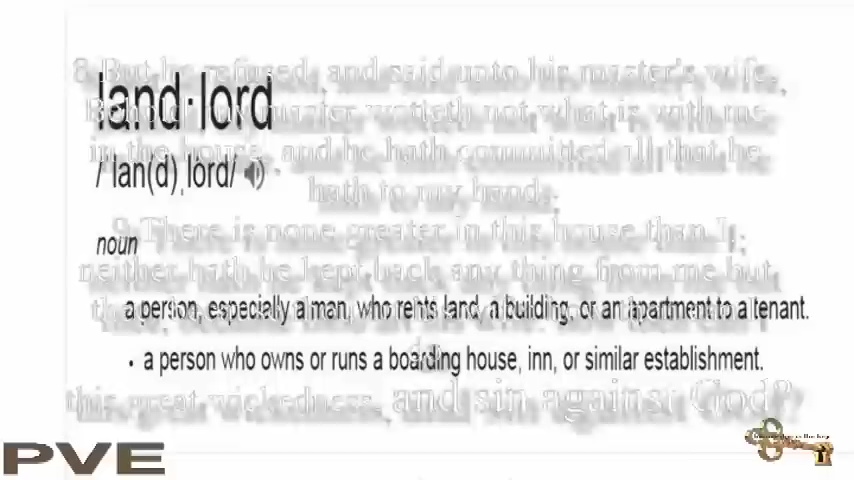 8 But he refused, and said unto his master's wife,
land·lord
Behold, my master wotteth not what is with me
in the house, and he hath committed all that he
/ˈlan(d)ˌlôrd/
hath to my hand;
9 There is none greater in this house than I;
noun
neither hath he kept back any thing from me but
a person, especially a man, who rents land, a building, or an apartment to a tenant.
• a person who owns or runs a boarding house, inn, or similar establishment.
this great wickedness, and sin against God?
PVE